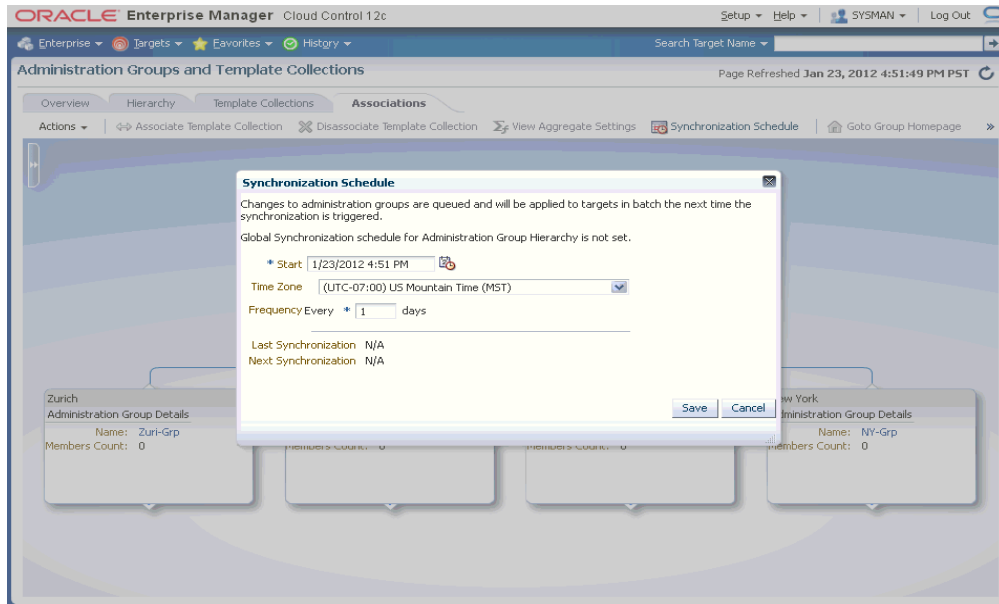 ORACLE Enterprise Manager Cloud Control 12c
Setup Help SYSMAN Log Out
Enterprise Targets Favorites History Search Target Name
Administration Groups and Template Collections
Page Refreshed Jan 23, 2012 4:51:49 PM PST
Overview Hierarchy Template Collections Associations
Actions Associate Template Collection Disassociate Template Collection View Aggregate Settings Synchronization Schedule Goto Group Homepage »
Synchronization Schedule
Changes to administration groups are queued and will be applied to targets in batch the next time the
synchronization is triggered.
Global Synchronization schedule for Administration Group Hierarchy is not set.
* Start 1/23/2012 4:51 PM
Time Zone (UTC-07:00) US Mountain Time (MST)
Frequency Every * 1 days
Last Synchronization N/A
Next Synchronization N/A
Save Cancel
Zurich
Administration Group Details
Name: Zuri-Grp
Members Count: 0
Members Count: 0
Members Count: 0
ew York
ministration Group Details
Name: NY-Grp
Members Count: 0